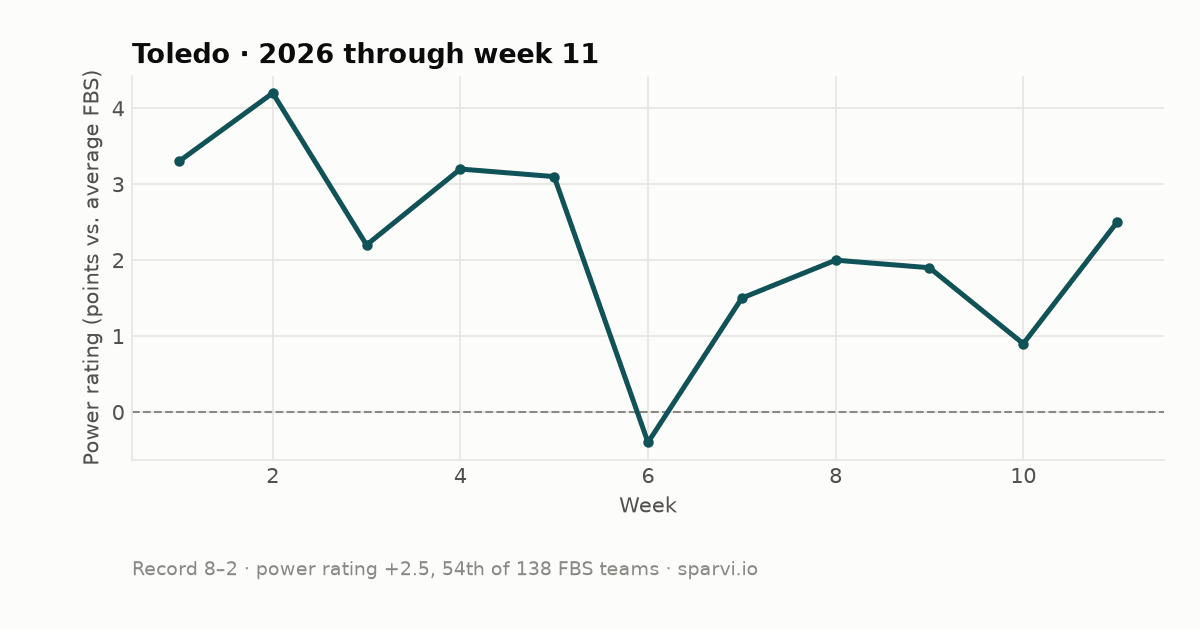 Toledo · 2026 through week 11
Power rating (points vs. average FBS)
4
3
2
1
0
2 4 6 8 10
Week
Record 8–2 · power rating +2.5, 54th of 138 FBS teams · sparvi.io